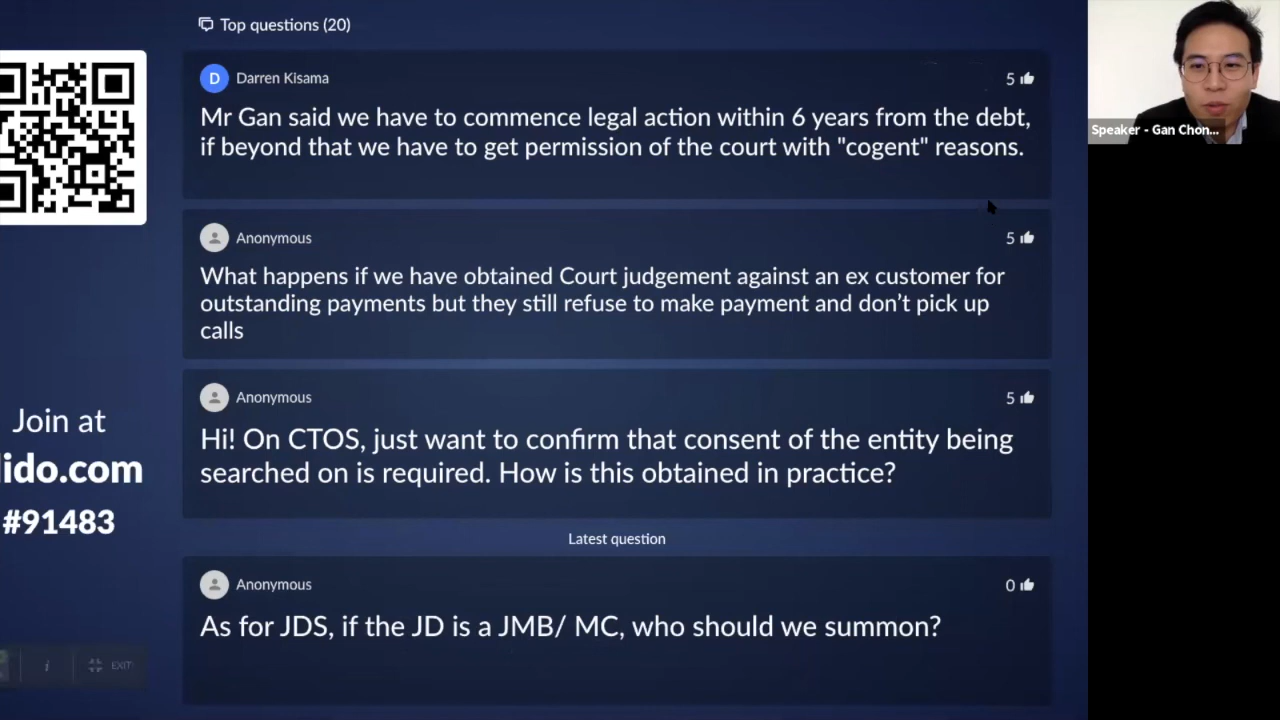 Top questions (20)
D
Darren Kisama
5
Mr Gan said we have to commence legal action within 6 years from the debt,
if beyond that we have to get permission of the court with "cogent" reasons.
Anonymous
5
What happens if we have obtained Court judgement against an ex customer for
outstanding payments but they still refuse to make payment and don’t pick up
calls
Anonymous
5
Hi! On CTOS, just want to confirm that consent of the entity being
searched on is required. How is this obtained in practice?
Latest question
Anonymous
0
As for JDS, if the JD is a JMB/ MC, who should we summon?
Join at
lido.com
#91483
i
EXIT
Speaker - Gan Chon...